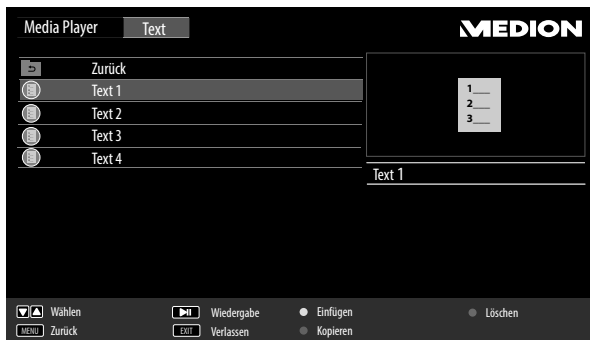 Media Player Text MEDION
Zurück
Text 1
Text 2
Text 3
Text 4
1
2
3
Text 1
Wählen Wiedergabe Einfügen Löschen
MENU Zurück EXIT Verlassen Kopieren